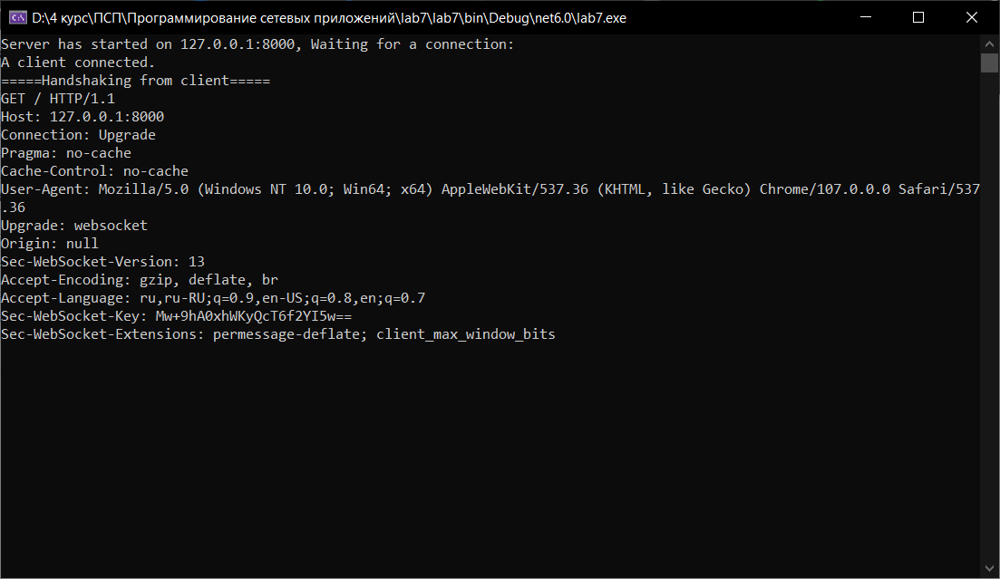 D:\4 курс\ПСП\Программирование сетевых приложений\lab7\lab7\bin\Debug\net6.0\lab7.exe
Server has started on 127.0.0.1:8000, Waiting for a connection:
A client connected.
=====Handshaking from client=====
GET / HTTP/1.1
Host: 127.0.0.1:8000
Connection: Upgrade
Pragma: no-cache
Cache-Control: no-cache
User-Agent: Mozilla/5.0 (Windows NT 10.0; Win64; x64) AppleWebKit/537.36 (KHTML, like Gecko) Chrome/107.0.0.0 Safari/537
.36
Upgrade: websocket
Origin: null
Sec-WebSocket-Version: 13
Accept-Encoding: gzip, deflate, br
Accept-Language: ru,ru-RU;q=0.9,en-US;q=0.8,en;q=0.7
Sec-WebSocket-Key: Mw+9hA0xhWKyQcT6f2YI5w==
Sec-WebSocket-Extensions: permessage-deflate; client_max_window_bits